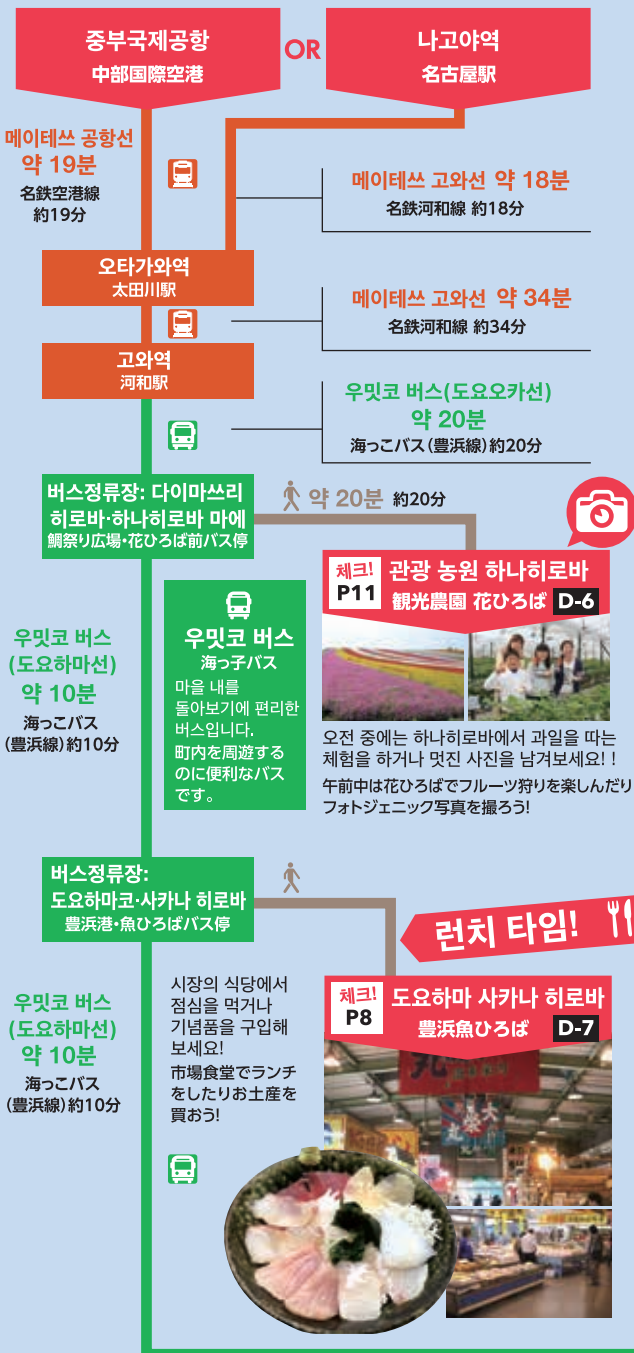 중부국제공항
中部国際空港
OR
나고야역
名古屋駅
메이테쓰 공항선
약 19분
名鉄空港線
約19分
메이테쓰 고와선 약 18분
名鉄河和線 約18分
오타가와역
太田川駅
메이테쓰 고와선 약 34분
名鉄河和線 約34分
고와역
河和駅
우밋코 버스(도요오카선)
약 20분
海っこバス(豊浜線)約20分
버스정류장: 다이마쓰리
히로바·하나히로바 마에
鯛祭り広場・花ひろば前バス停
약 20분 約20分
체크!
P11
관광 농원 하나히로바
観光農園 花ひろば D-6
오전 중에는 하나히로바에서 과일을 따는
체험을 하거나 멋진 사진을 남겨보세요! !
午前中は花ひろばでフルーツ狩りを楽しんだり
フォトジェニック写真を撮ろう!
우밋코 버스
(도요하마선)
약 10분
海っこバス
(豊浜線)約10分
우밋코 버스
海っ子バス
마을 내를
돌아보기에 편리한
버스입니다.
町内を周遊する
のに便利なバス
です。
버스정류장:
도요하마코·사카나 히로바
豊浜港・魚ひろばバス停
런치 타임!
우밋코 버스
(도요하마선)
약 10분
海っこバス
(豊浜線)約10分
시장의 식당에서
점심을 먹거나
기념품을 구입해
보세요!
市場食堂でランチ
をしたりお土産を
買おう!
체크!
P8
도요하마 사카나 히로바
豊浜魚ひろば D-7